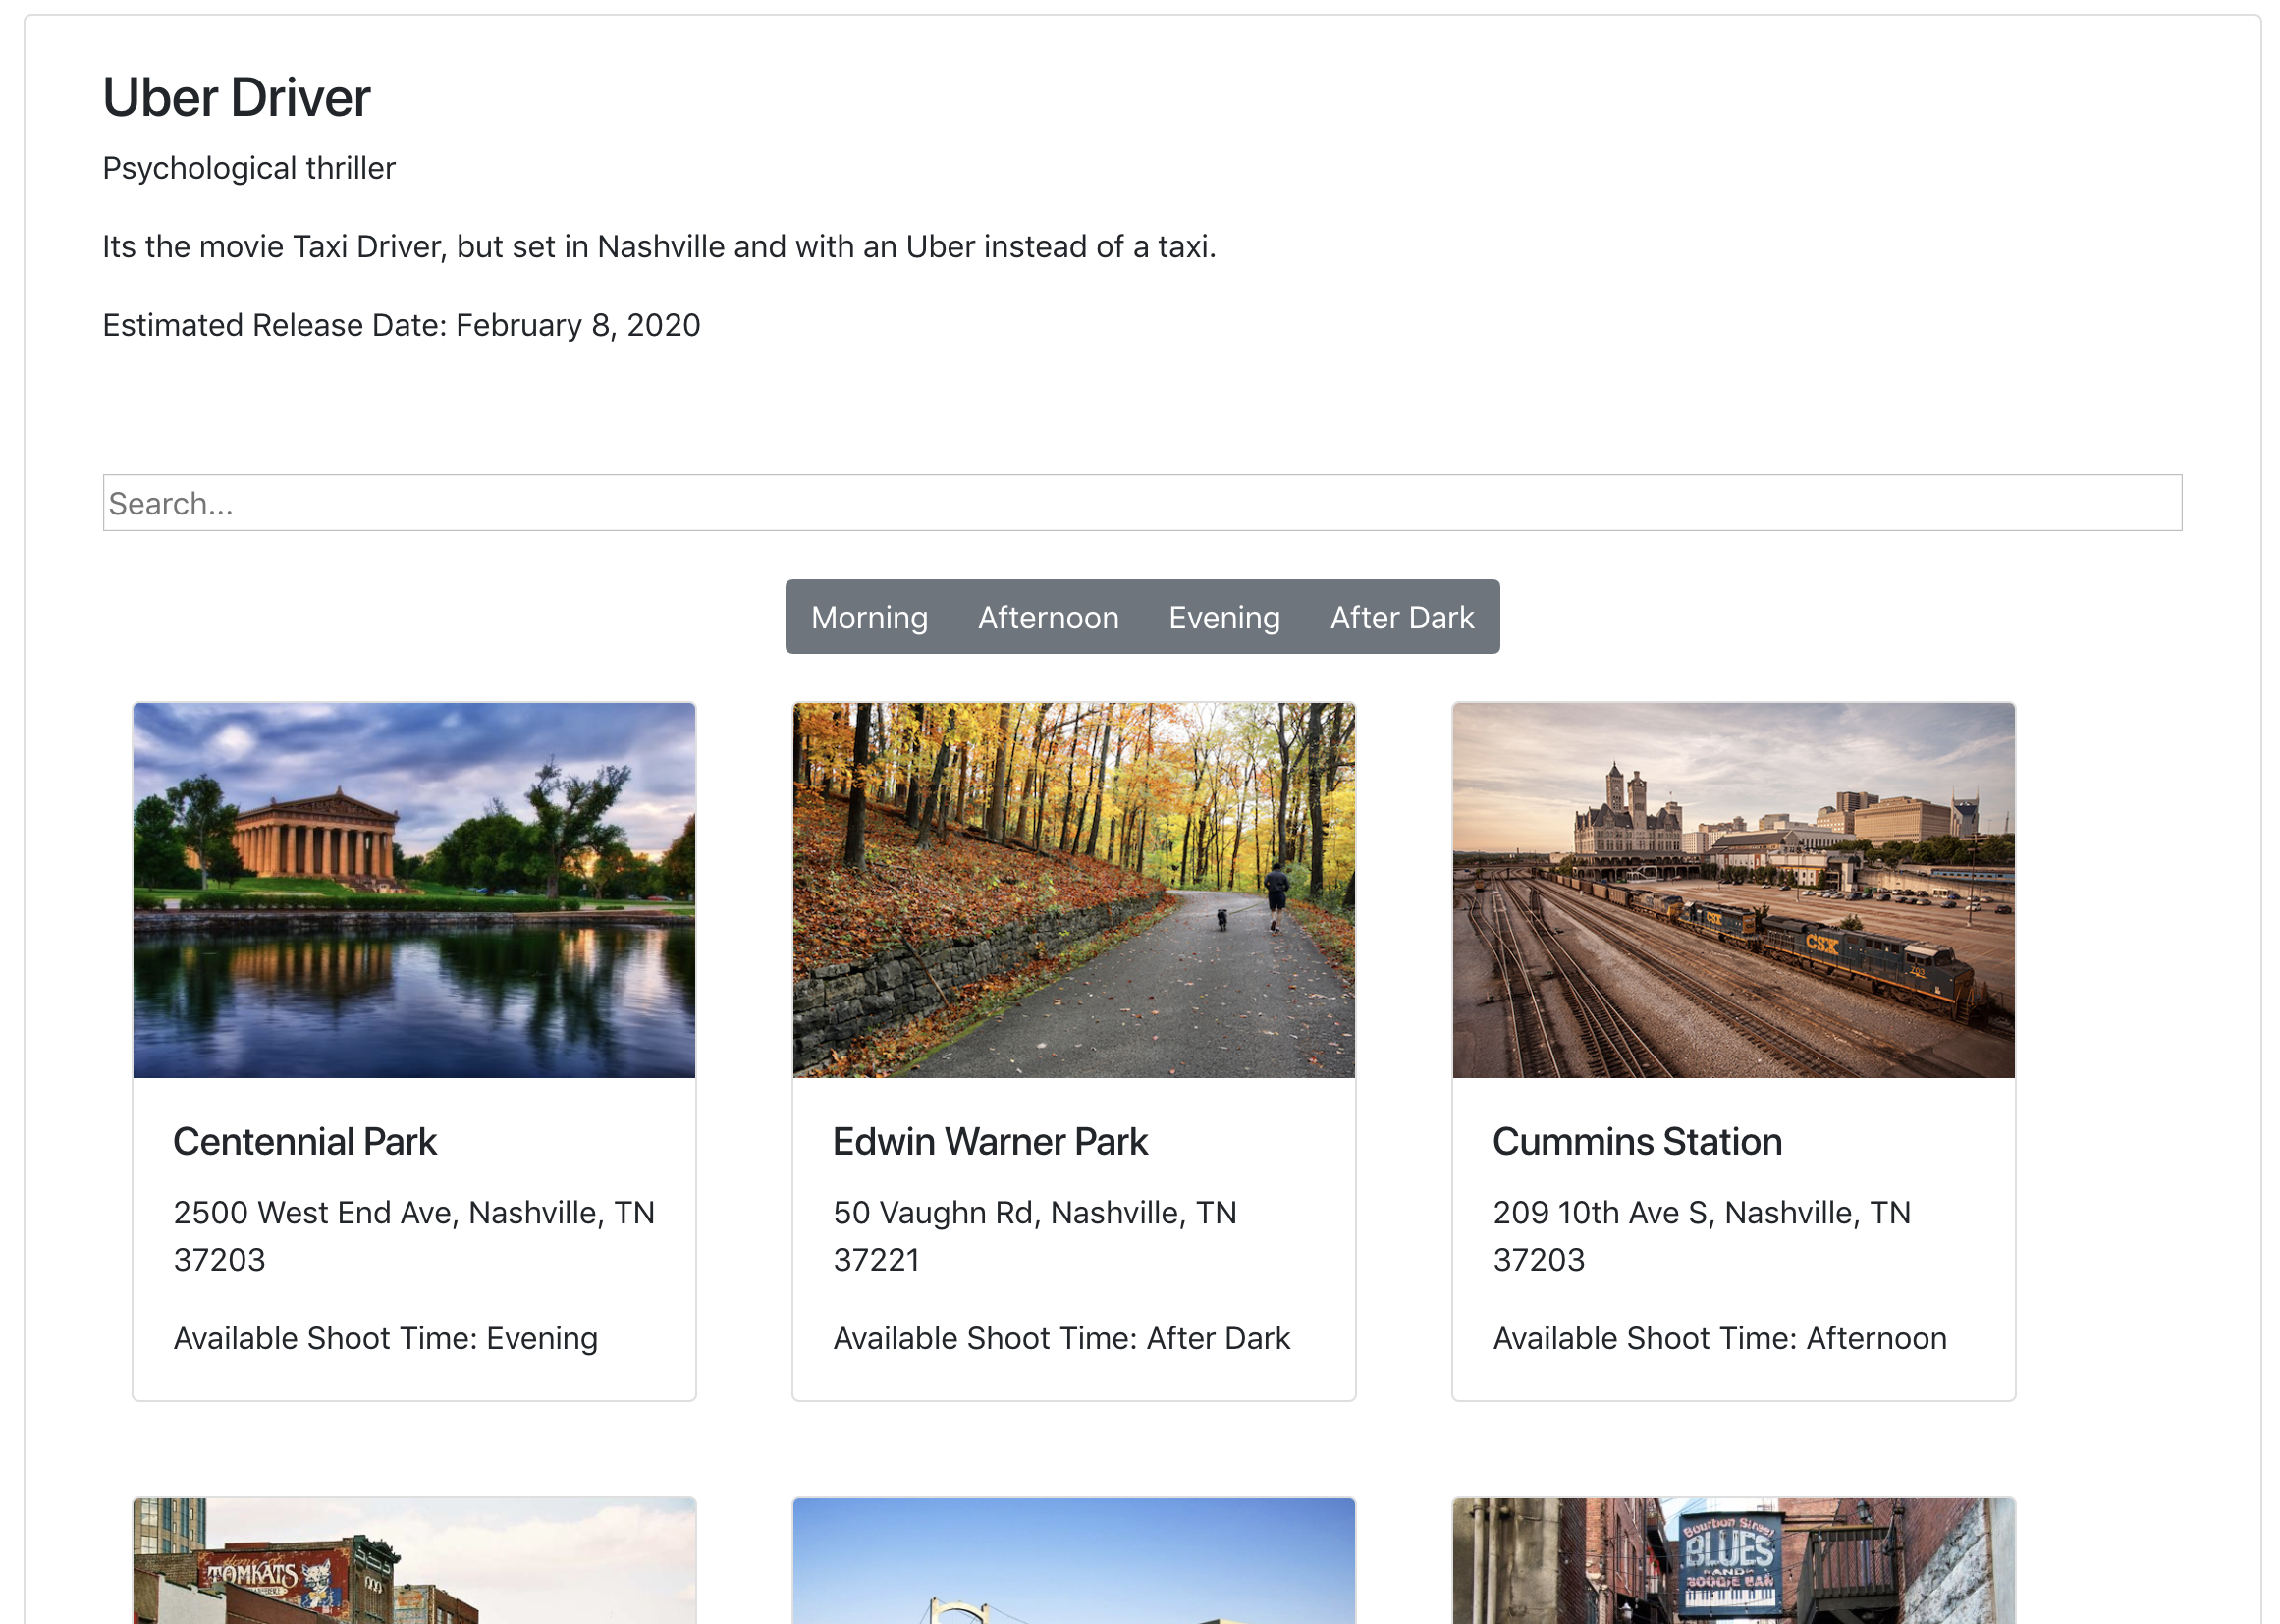 Uber Driver
Psychological thriller
Its the movie Taxi Driver, but set in Nashville and with an Uber instead of a taxi.
Estimated Release Date: February 8, 2020
Search...
Morning Afternoon Evening After Dark
CSX
CSX
703
Centennial Park
2500 West End Ave, Nashville, TN
37203
Available Shoot Time: Evening
Edwin Warner Park
50 Vaughn Rd, Nashville, TN
37221
Available Shoot Time: After Dark
Cummins Station
209 10th Ave S, Nashville, TN
37203
Available Shoot Time: Afternoon
Home of
TOMKATS
Bourbon Street
BLUES
AND
BOOGIE BAR